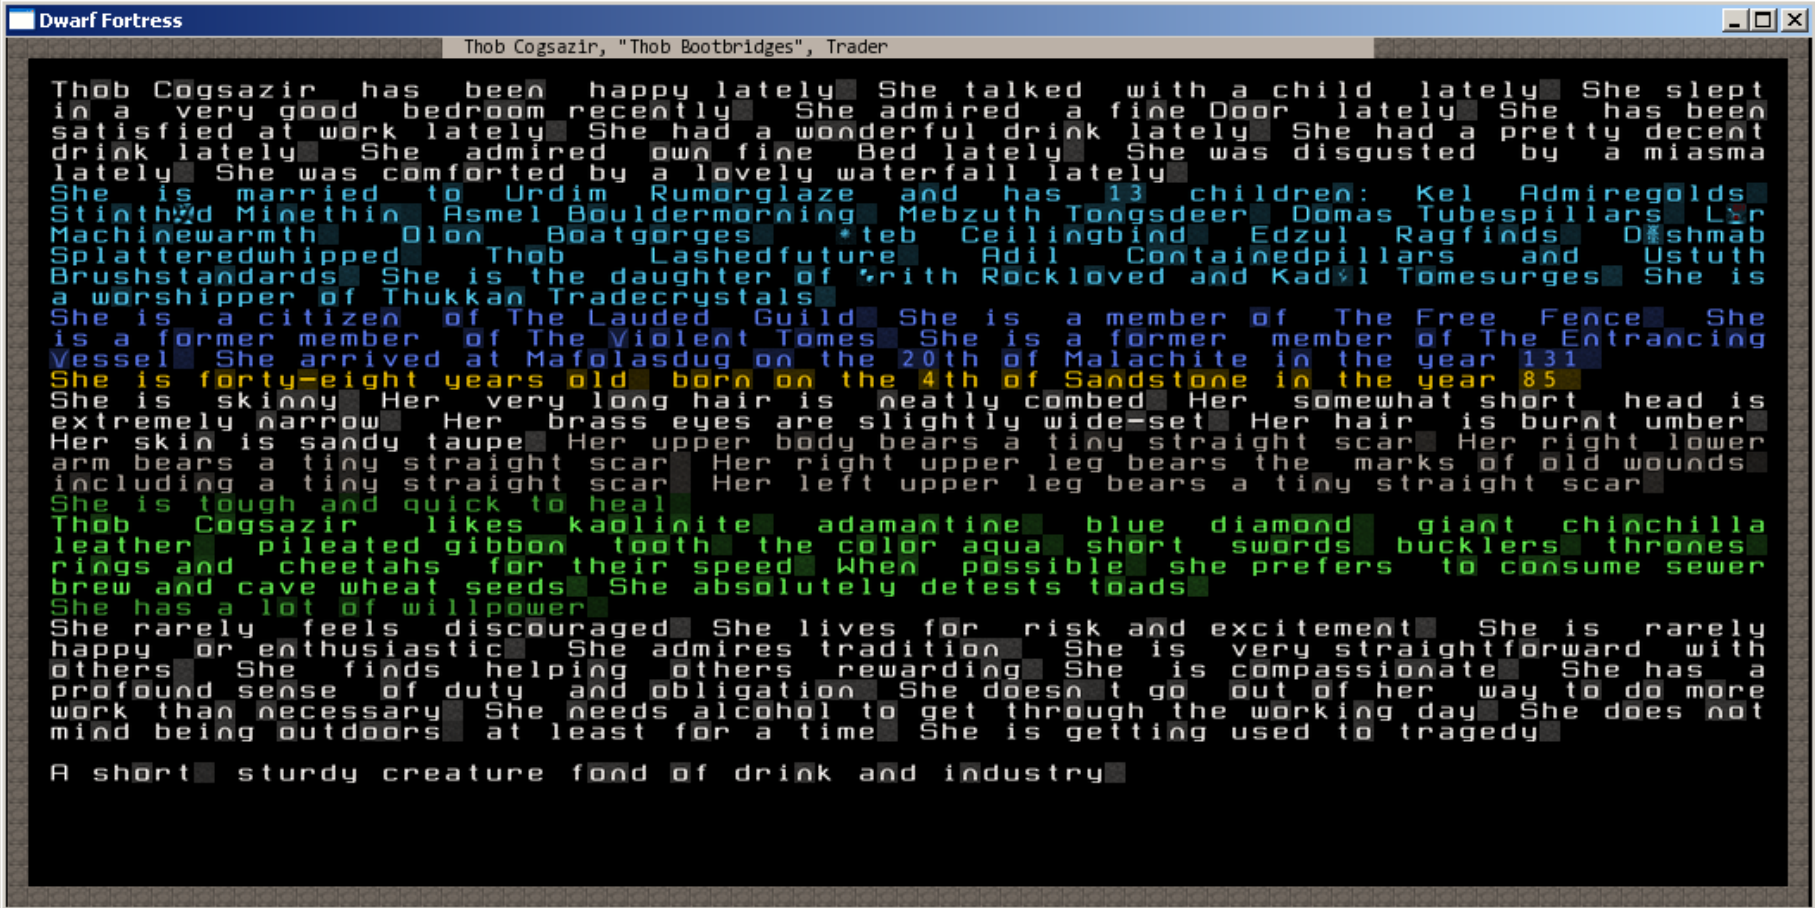 Dwarf Fortress
Thob Cogsazir, "Thob Bootbridges", Trader
Thob Cogsazir has been happy lately She talked with a child lately She slept
in a very good bedroom recently She admired a fine Door lately She has been
satisfied at work lately She had a wonderful drink lately She had a pretty decent
drink lately She admired own fine Bed lately She was disgusted by a miasma
lately She was comforted by a lovely waterfall lately
She is married to Urdim Rumorglaze and has 13 children: Kel Admiregolds
Minethin Asmel Bouldermorning Mebzuth Tongsdeer Domas Tubespillars
Machinewarmth Olon Boatgorges Ceilingbind Edzul Ragfinds
Splatteredwhipped Thob Lashedfuture Adil Containedpillars and Ustuth
Brushstandards She is the daughter of Rockloved and Tomesurges She is
a worshipper of Thukkan Tradecrystals
She is a citizen of The Lauded Guild She is a member of The Free Fence She
is a former member of The Violent Tomes She is a former member of The Entrancing
Vessel She arrived at Mafolasdug on the 20th of Malachite in the year 131
She is forty-eight years old born on the 4th of Sandstone in the year 85
She is skinny Her very long hair is neatly combed Her somewhat short head is
extremely narrow Her brass eyes are slightly wide-set Her hair is burnt umber
Her skin is sandy taupe Her upper body bears a tiny straight scar Her right lower
arm bears a tiny straight scar Her right upper leg bears the marks of old wounds
including a tiny straight scar Her left upper leg bears a tiny straight scar
She is tough and quick to heal
Thob Cogsazir likes kaolinite adamantine blue diamond giant chinchilla
leather pileated gibbon tooth the color aqua short swords bucklers thrones
rings and cheetahs for their speed When possible she prefers to consume sewer
brew and cave wheat seeds She absolutely detests toads
She has a lot of willpower
She rarely feels discouraged She lives for risk and excitement She is rarely
happy or enthusiastic She admires tradition She is very straightforward with
others She finds helping others rewarding She is compassionate She has a
profound sense of duty and obligation She doesn t go out of her way to do more
work than necessary She needs alcohol to get through the working day She does not
mind being outdoors at least for a time She is getting used to tragedy
A short sturdy creature fond of drink and industry